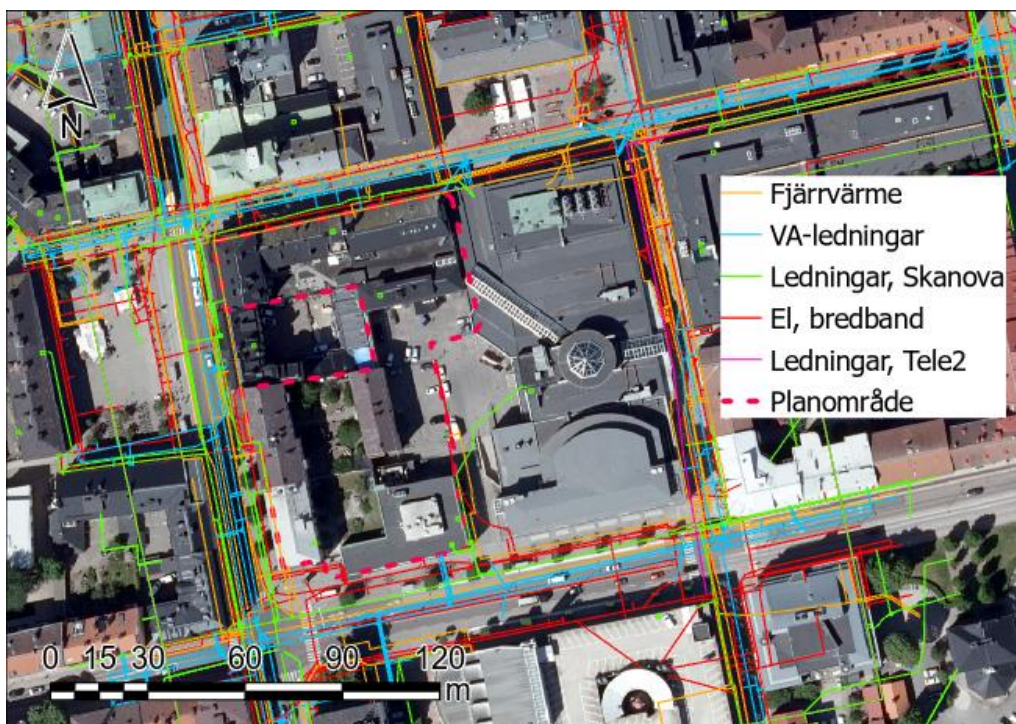 N
Fjärrvärme
VA-ledningar
Ledningar, Skanova
El, bredband
Ledningar, Tele2
Planområde
0 15 30 60 90 120
m